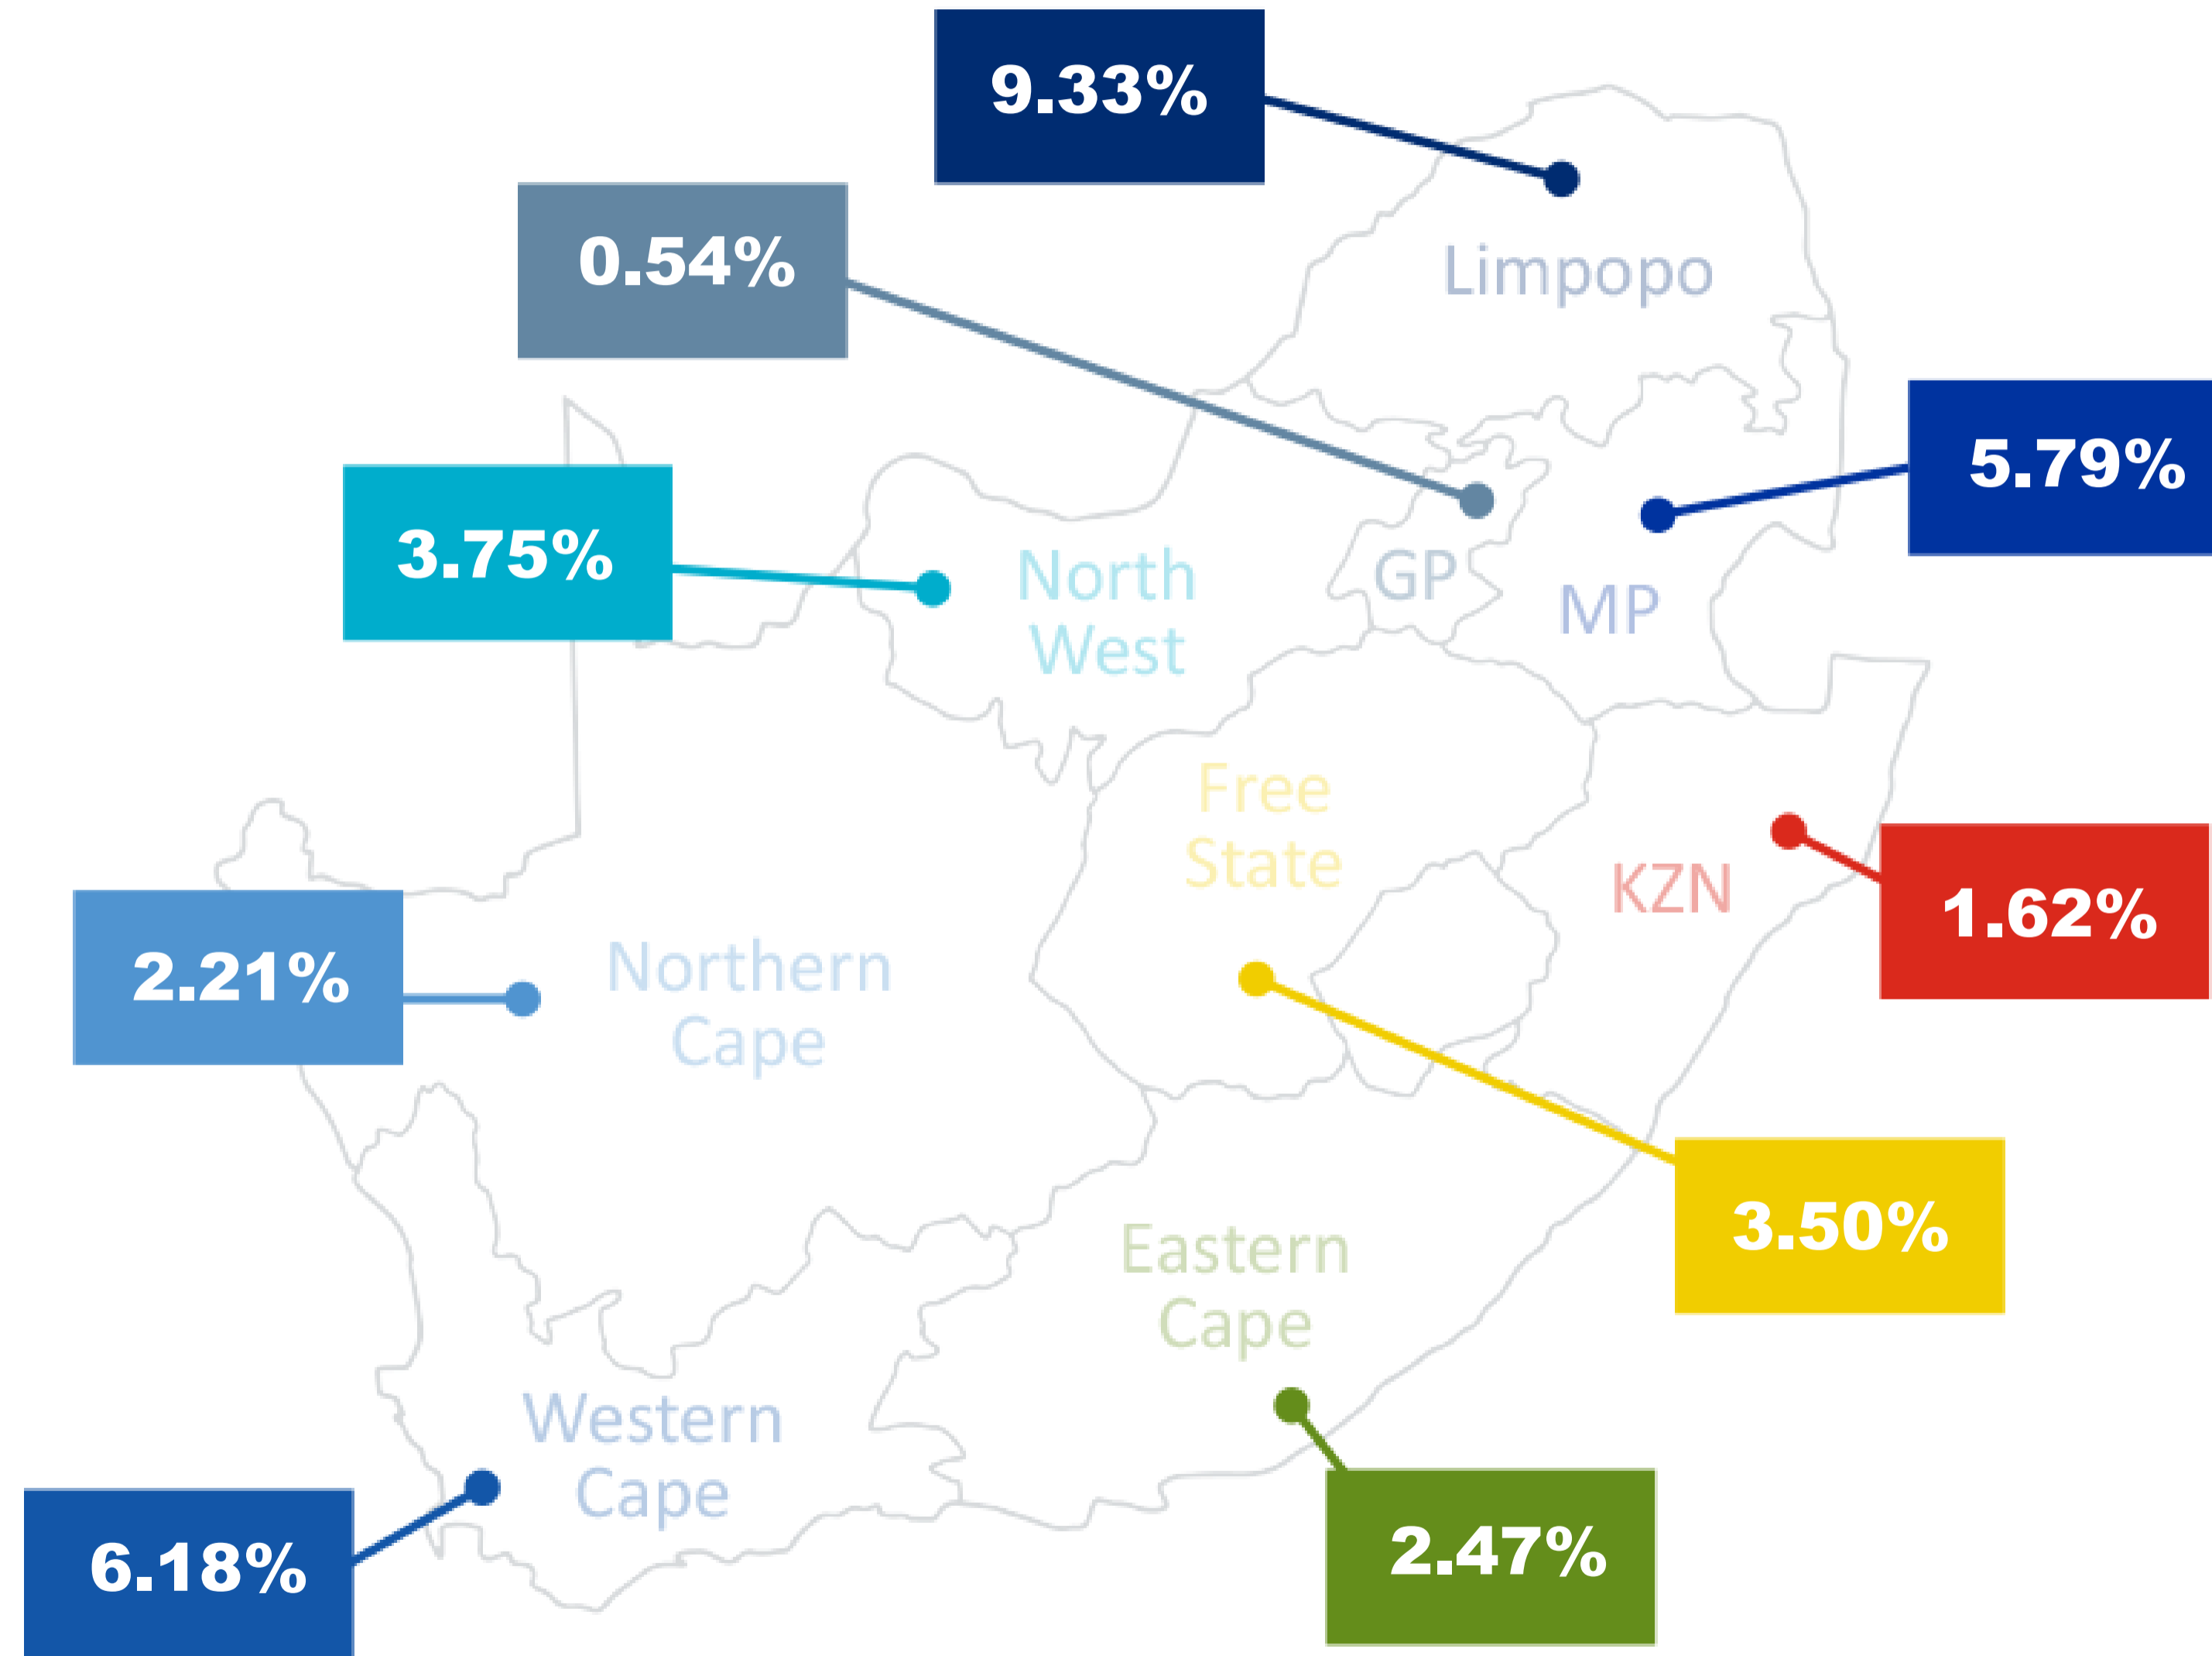 9.33%
0.54%
Limpopo
5.79%
3.75%
North
West
GP
MP
Free
State
KZN
1.62%
2.21%
Northern
Cape
3.50%
Eastern
Cape
Western
Cape
6.18%
2.47%